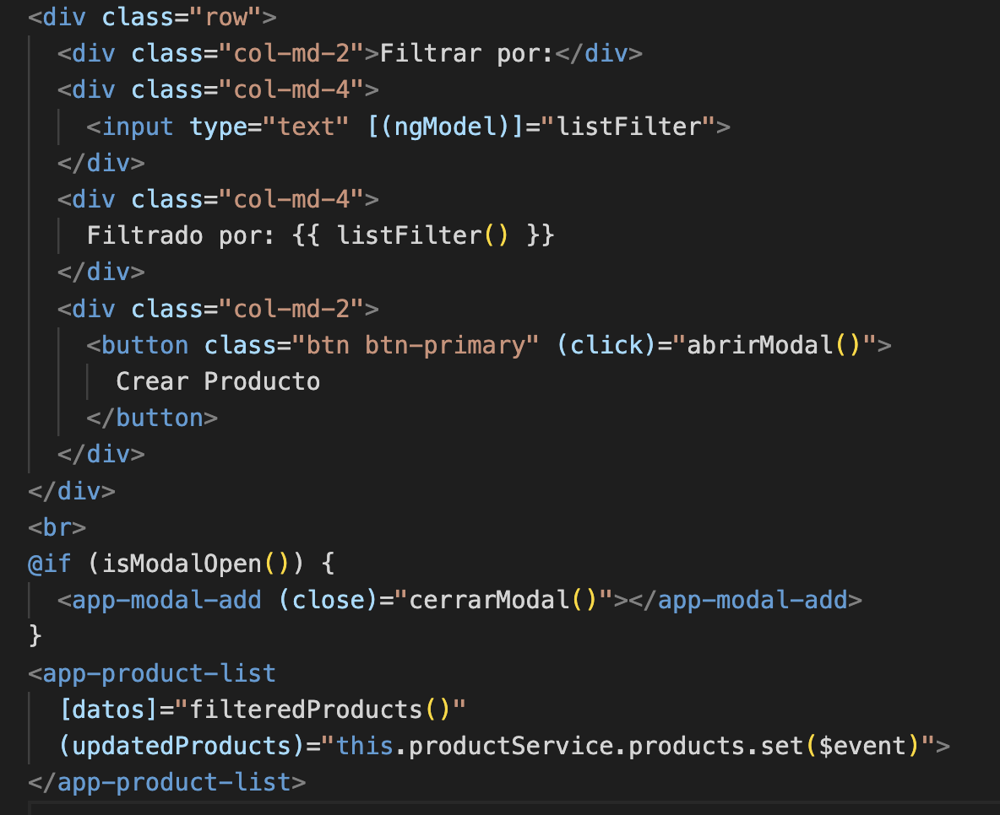 <div class="row">
  <div class="col-md-2">Filtrar por:</div>
  <div class="col-md-4">
    <input type="text" [(ngModel)]="listFilter">
  </div>
  <div class="col-md-4">
    Filtrado por: {{ listFilter() }}
  </div>
  <div class="col-md-2">
    <button class="btn btn-primary" (click)="abrirModal()">
      Crear Producto
    </button>
  </div>
</div>
<br>
@if (isModalOpen()) {
  <app-modal-add (close)="cerrarModal()"></app-modal-add>
}
<app-product-list
  [datos]="filteredProducts()"
  (updatedProducts)="this.productService.products.set($event)">
</app-product-list>